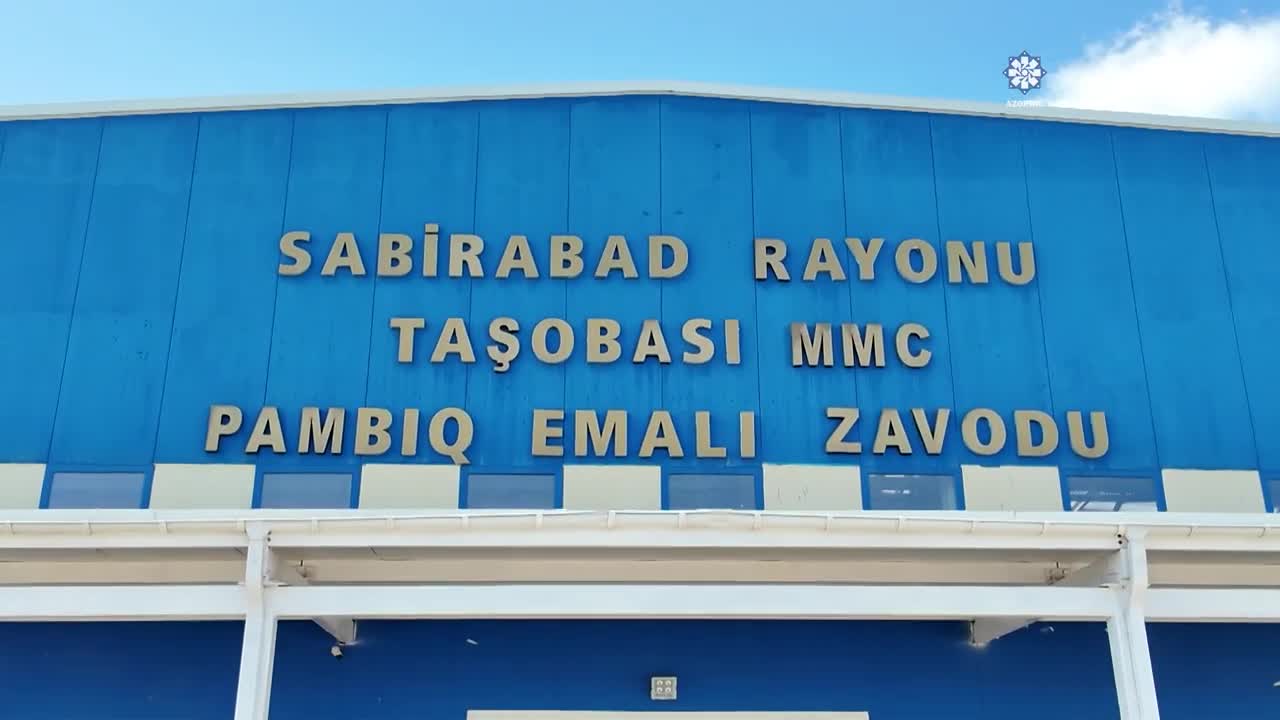 SABİRABAD RAYONU
TAŞOBASI MMC
PAMBIQ EMALI ZAVODU